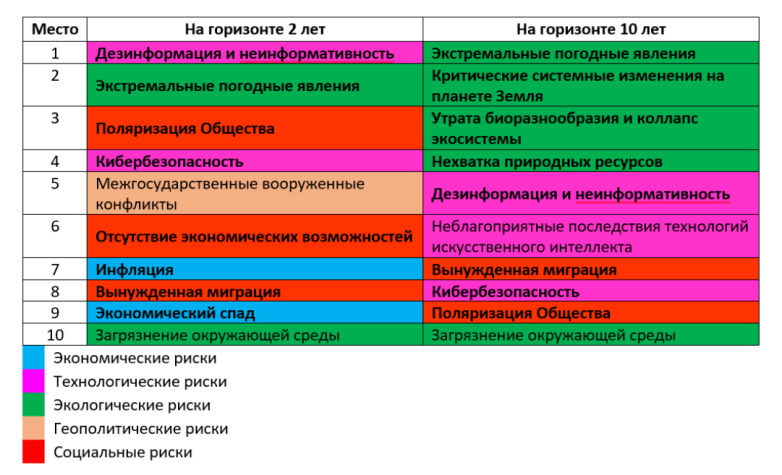 Место На горизонте 2 лет На горизонте 10 лет
1 Дезинформация и неинформативность Экстремальные погодные явления
2 Экстремальные погодные явления Критические системные изменения на
планете Земля
3 Поляризация Общества Утрата биоразнообразия и коллапс
экосистемы
4 Кибербезопасность Нехватка природных ресурсов
5 Межгосударственные вооруженные
конфликты Дезинформация и неинформативность
6 Отсутствие экономических возможностей Неблагоприятные последствия технологий
искусственного интеллекта
7 Инфляция Вынужденная миграция
8 Вынужденная миграция Кибербезопасность
9 Экономический спад Поляризация Общества
10 Загрязнение окружающей среды Загрязнение окружающей среды
Экономические риски
Технологические риски
Экологические риски
Геополитические риски
Социальные риски